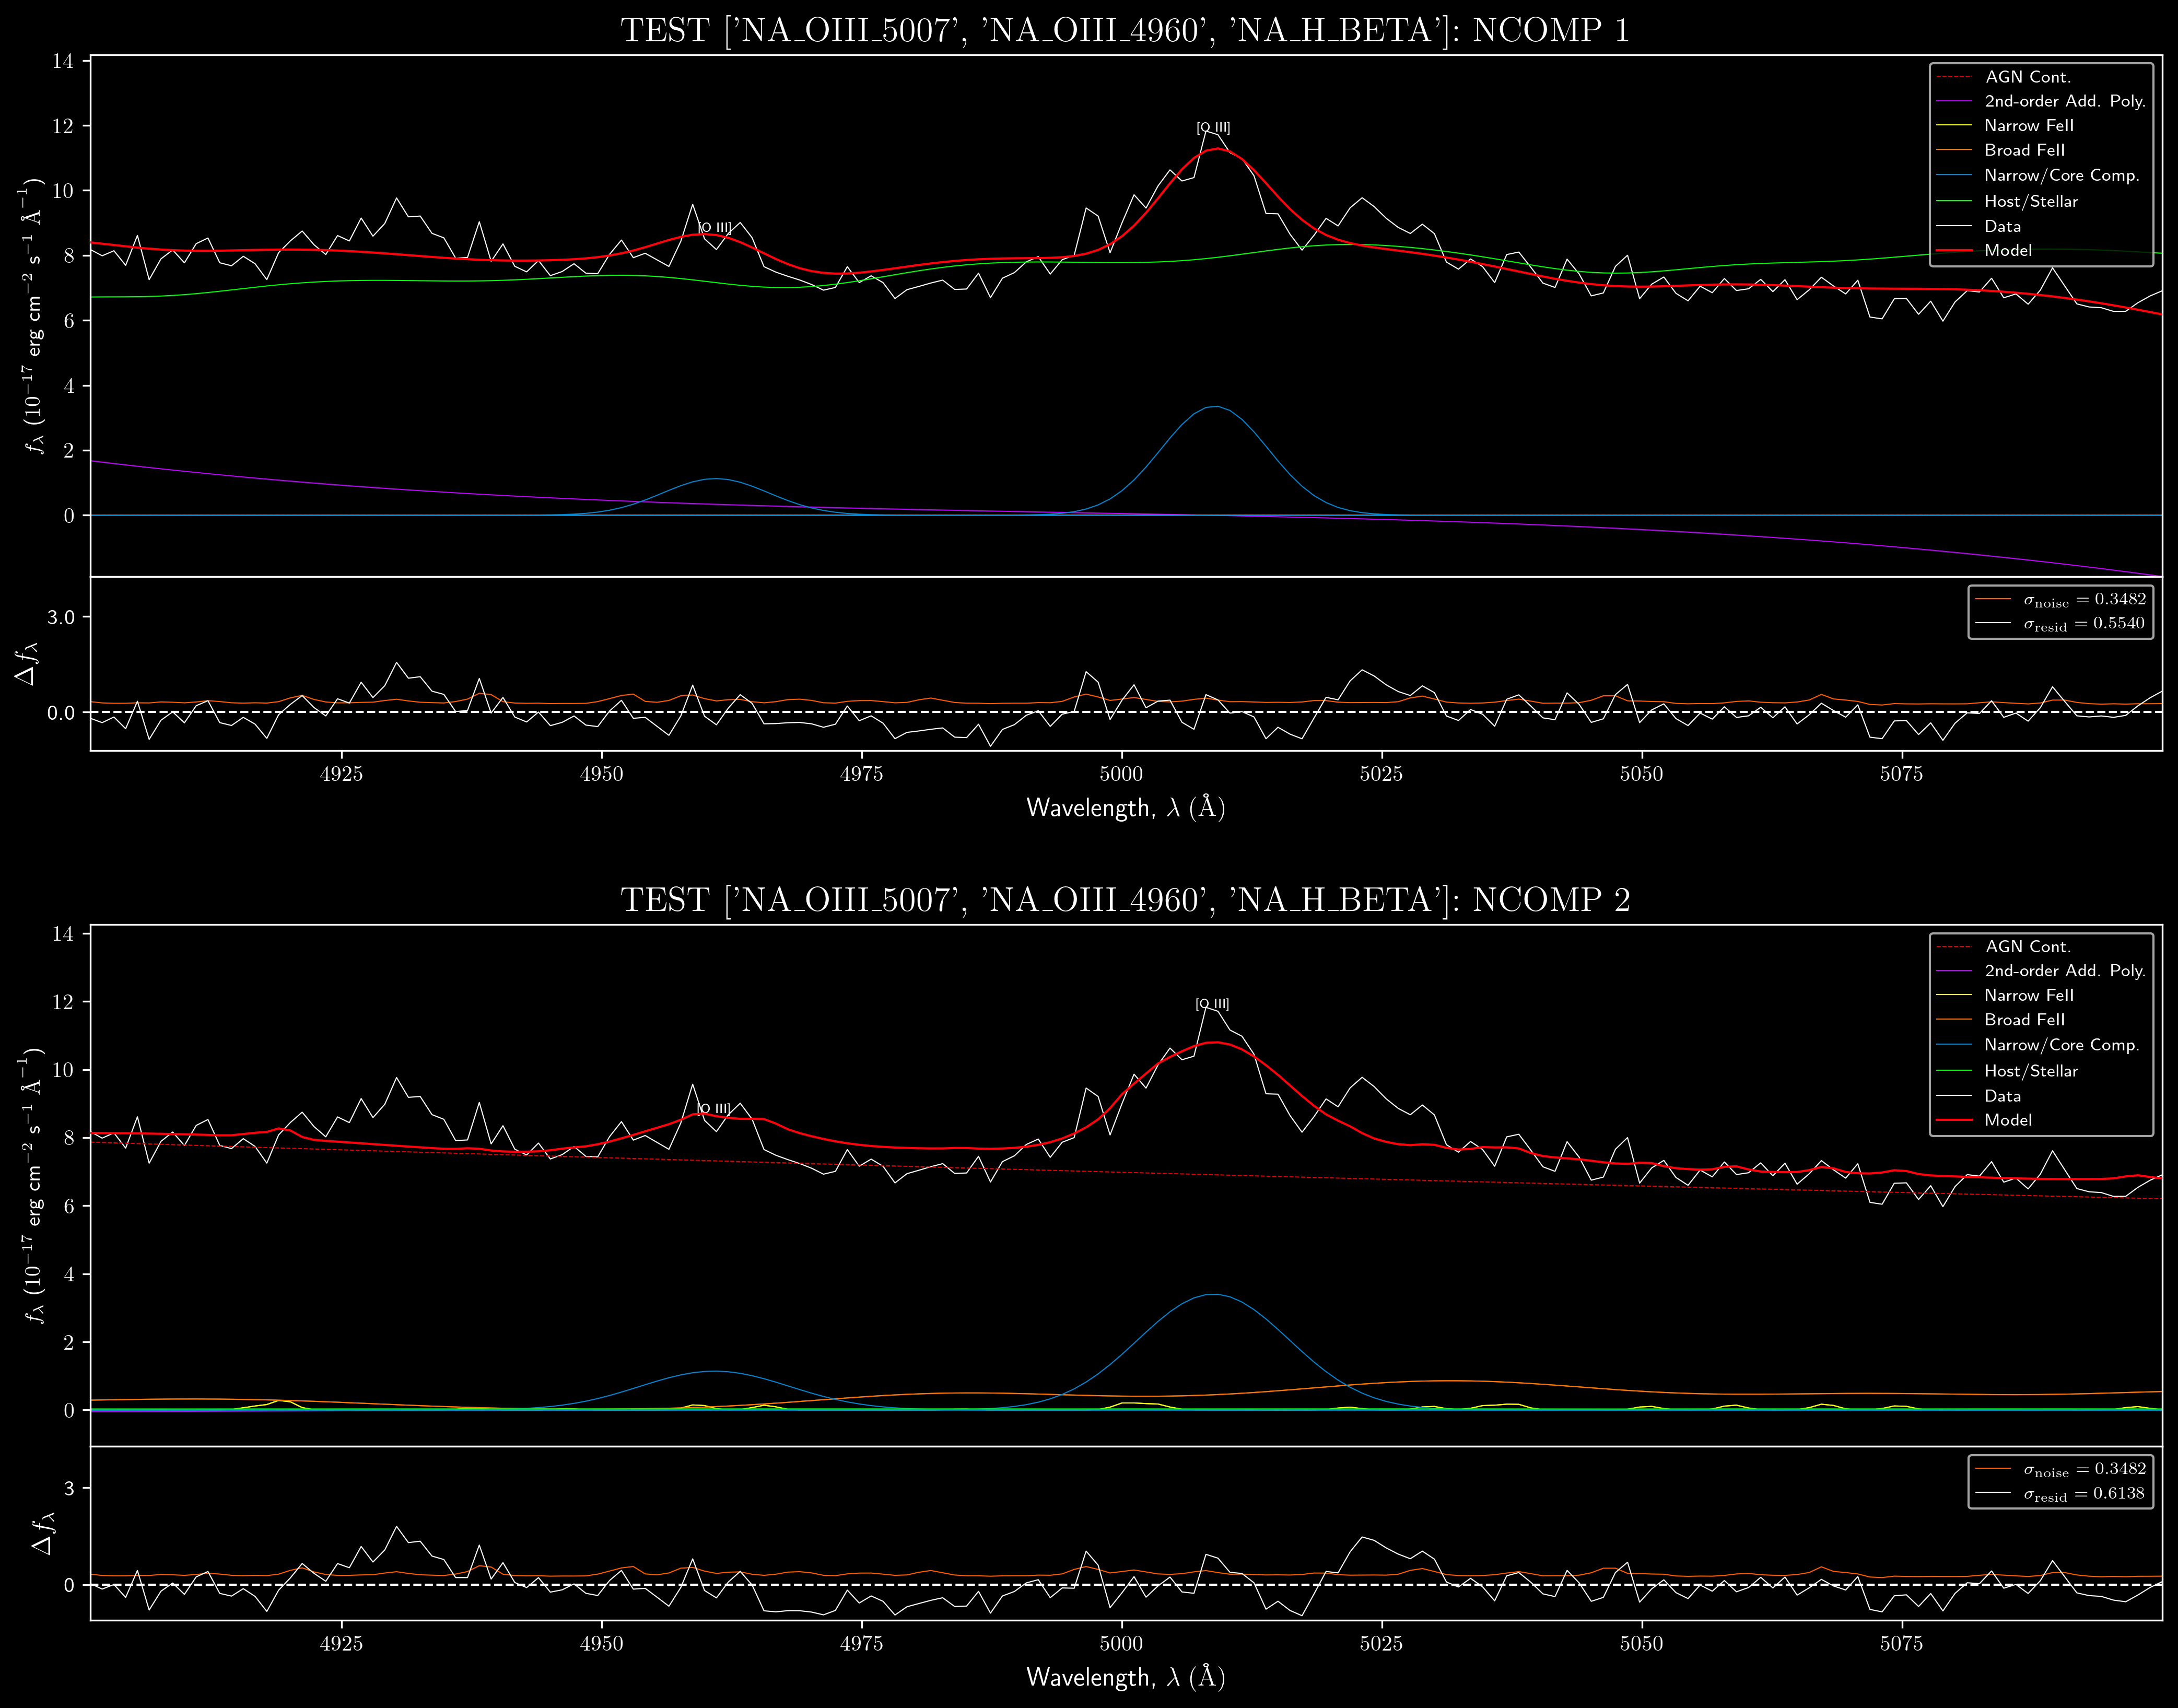 TEST ['NA_OIII_5007', 'NA_OIII_4960', 'NA_H_BETA']: NCOMP 1
14
12
10
8
6
4
2
0
f_λ (10^−17 erg cm^−2 s^−1 Å^−1)
[O III]
[O III]
AGN Cont.
2nd-order Add. Poly.
Narrow FeII
Broad FeII
Narrow/Core Comp.
Host/Stellar
Data
Model
3.0
0.0
Δf_λ
σ_noise = 0.3482
σ_resid = 0.5540
4925 4950 4975 5000 5025 5050 5075
Wavelength, λ (Å)
TEST ['NA_OIII_5007', 'NA_OIII_4960', 'NA_H_BETA']: NCOMP 2
14
12
10
8
6
4
2
0
f_λ (10^−17 erg cm^−2 s^−1 Å^−1)
[O III]
[O III]
AGN Cont.
2nd-order Add. Poly.
Narrow FeII
Broad FeII
Narrow/Core Comp.
Host/Stellar
Data
Model
3
0
Δf_λ
σ_noise = 0.3482
σ_resid = 0.6138
4925 4950 4975 5000 5025 5050 5075
Wavelength, λ (Å)